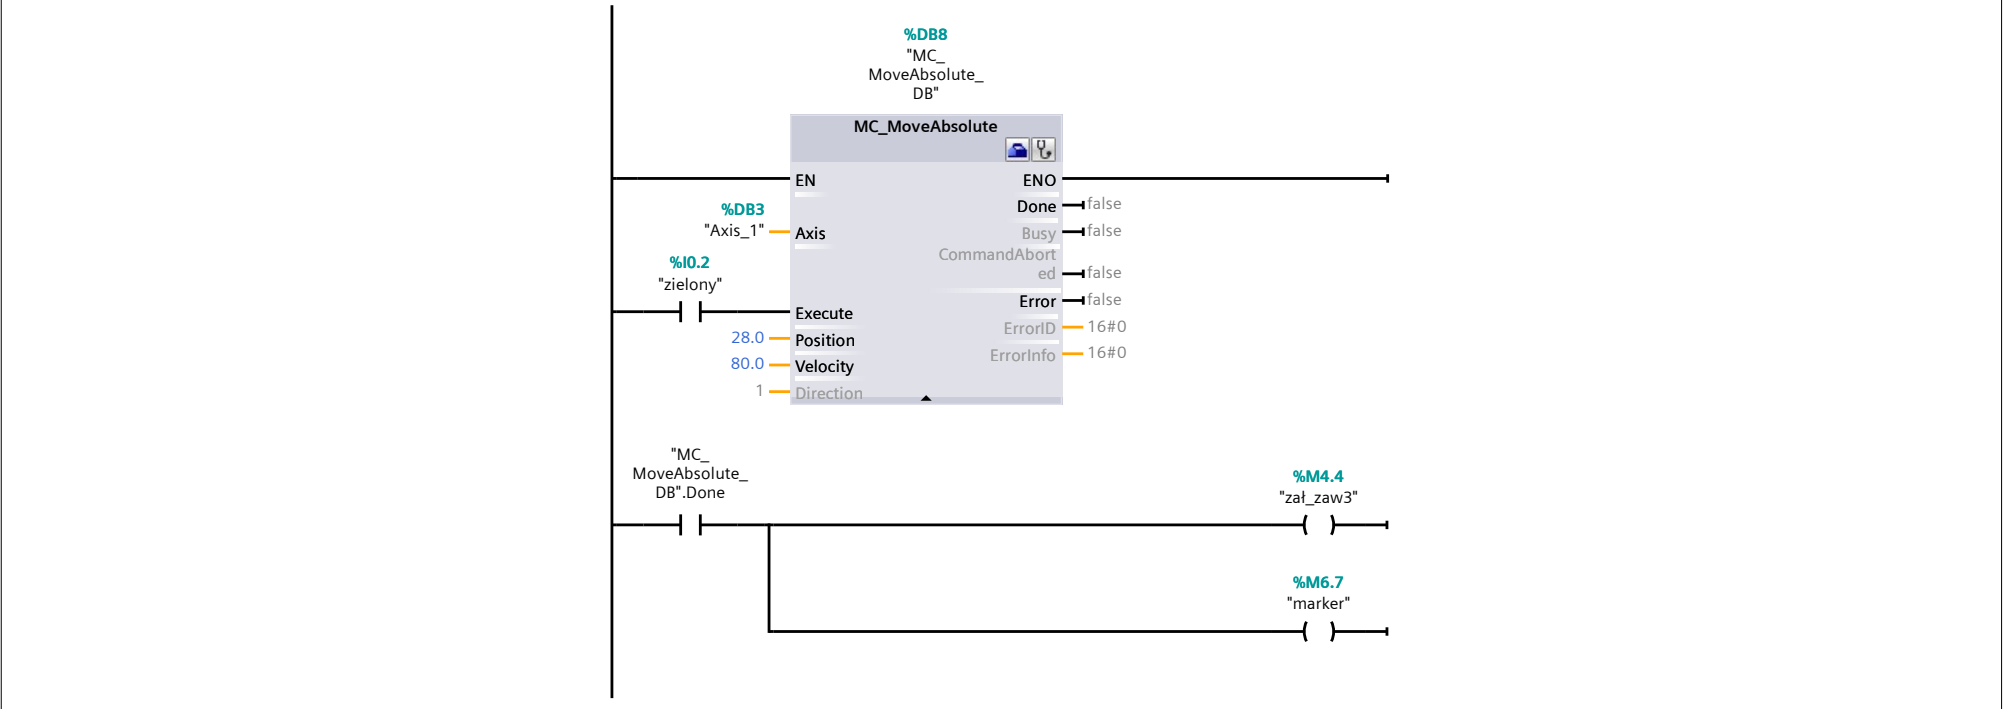 %DB8
"MC_
MoveAbsolute_
DB"
MC_MoveAbsolute
EN
ENO
%DB3
"Axis_1"
Axis
Done
false
Busy
false
CommandAbort
ed
false
%I0.2
"zielony"
Execute
Error
false
28.0
Position
ErrorID
16#0
80.0
Velocity
ErrorInfo
16#0
1
Direction
"MC_
MoveAbsolute_
DB".Done
%M4.4
"zał_zaw3"
%M6.7
"marker"